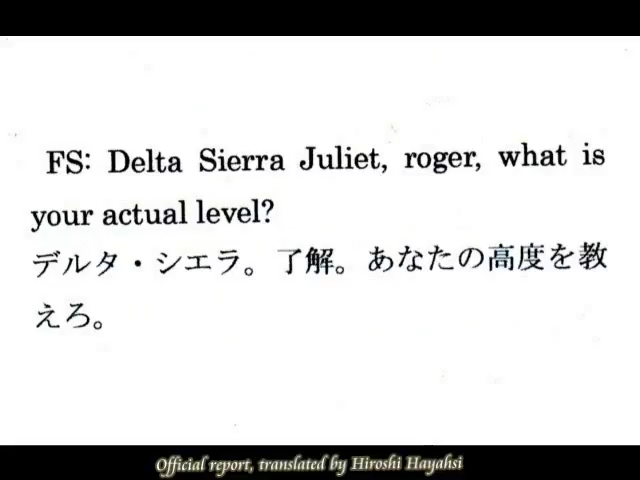 FS: Delta Sierra Juliet, roger, what is
your actual level?
デルタ・シエラ。了解。あなたの高度を教
えろ。
Official report, translated by Hiroshi Hayahsi